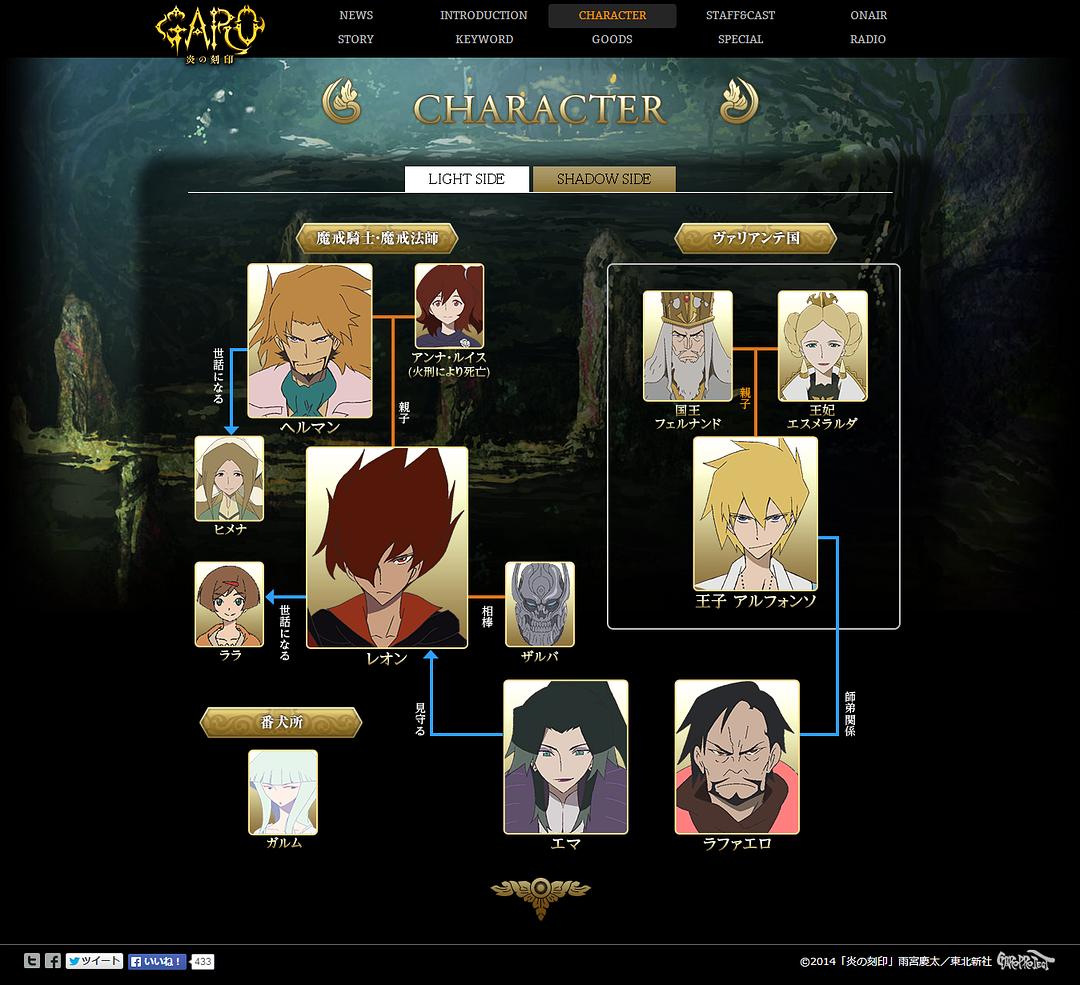 GARO
炎の刻印
NEWS
INTRODUCTION
CHARACTER
STAFF&CAST
ONAIR
STORY
KEYWORD
GOODS
SPECIAL
RADIO
CHARACTER
LIGHT SIDE
SHADOW SIDE
魔戒騎士・魔戒法師
ヴァリアンテ国
アンナ・ルイス
(火刑により死亡)
世話になる
親子
ヘルマン
国王
フェルナンド
親子
王妃
エスメラルダ
ヒメナ
王子 アルフォンソ
世話になる
相棒
ララ
レオン
ザルバ
番犬所
見守る
師弟関係
ガルム
エマ
ラファエロ
ツイート
いいね!
433
©2014「炎の刻印」雨宮慶太／東北新社
GARO PROJECT